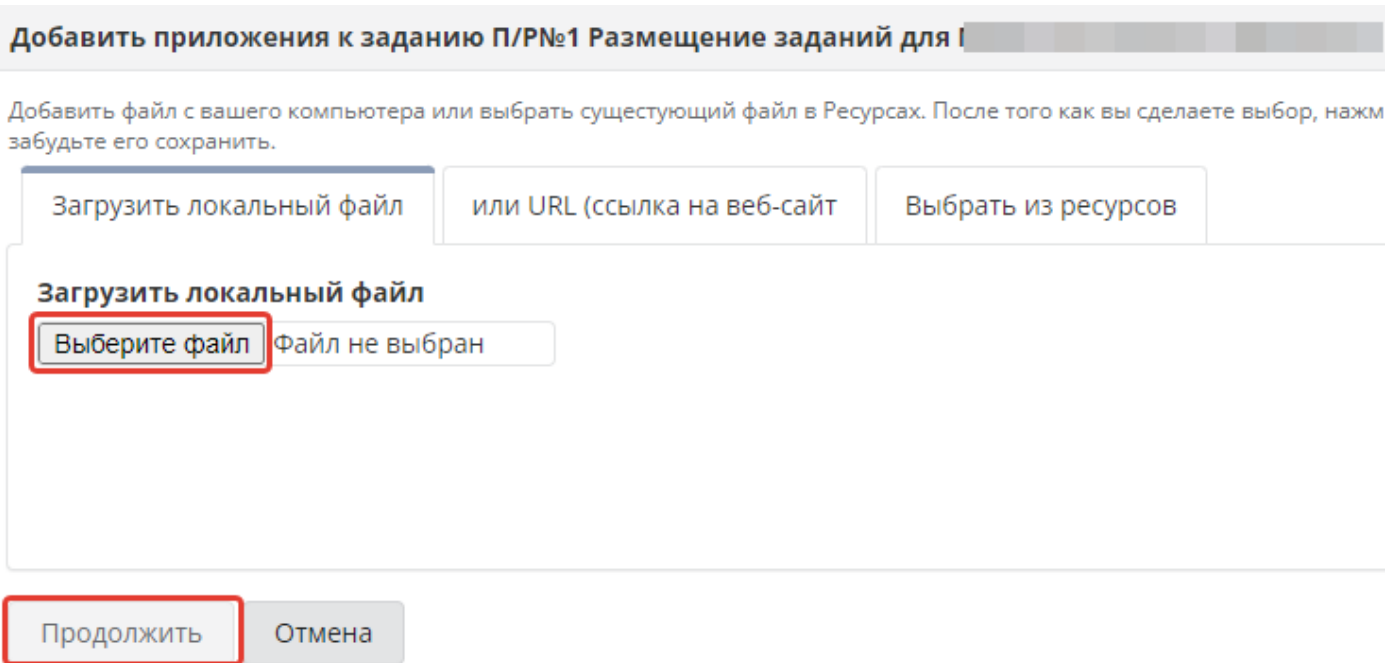 Добавить приложения к заданию П/Р№1 Размещение заданий для
Добавить файл с вашего компьютера или выбрать сущестующий файл в Ресурсах. После того как вы сделаете выбор, нажм
забудьте его сохранить.
Загрузить локальный файл
или URL (ссылка на веб-сайт
Выбрать из ресурсов
Загрузить локальный файл
Выберите файл Файл не выбран
Продолжить Отмена